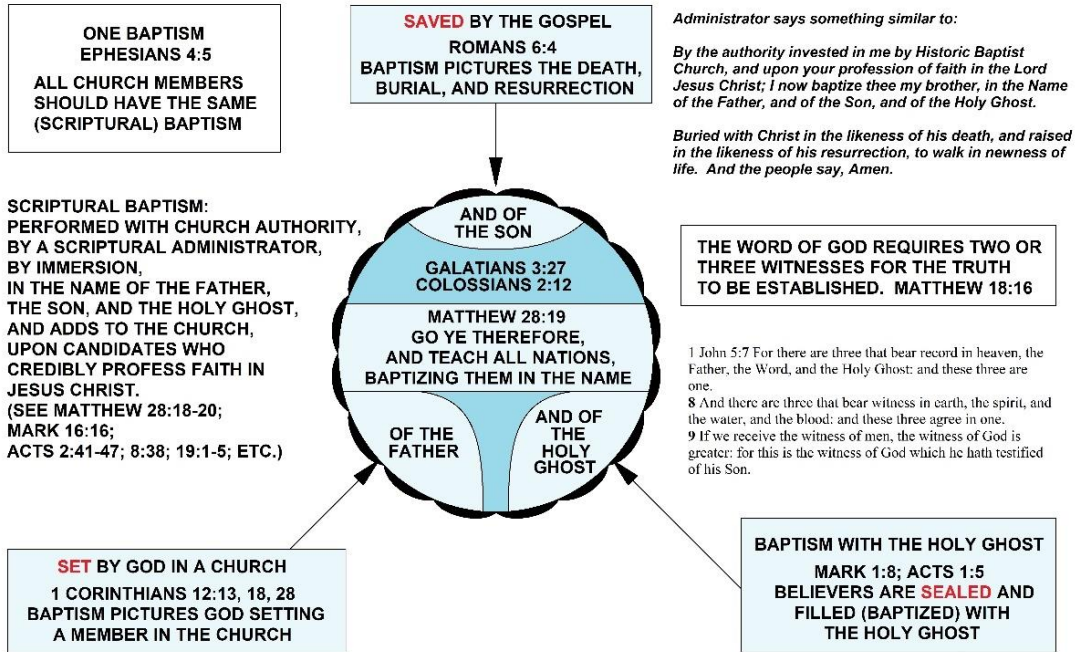 ONE BAPTISM
EPHESIANS 4:5
ALL CHURCH MEMBERS
SHOULD HAVE THE SAME
(SCRIPTURAL) BAPTISM
SAVED BY THE GOSPEL
ROMANS 6:4
BAPTISM PICTURES THE DEATH,
BURIAL, AND RESURRECTION
Administrator says something similar to:
By the authority invested in me by Historic Baptist
Church, and upon your profession of faith in the Lord
Jesus Christ; I now baptize thee my brother, in the Name
of the Father, and of the Son, and of the Holy Ghost.
Buried with Christ in the likeness of his death, and raised
in the likeness of his resurrection, to walk in newness of
life.  And the people say, Amen.
SCRIPTURAL BAPTISM:
PERFORMED WITH CHURCH AUTHORITY,
BY A SCRIPTURAL ADMINISTRATOR,
BY IMMERSION,
IN THE NAME OF THE FATHER,
THE SON, AND THE HOLY GHOST,
AND ADDS TO THE CHURCH,
UPON CANDIDATES WHO
CREDIBLY PROFESS FAITH IN
JESUS CHRIST.
(SEE MATTHEW 28:18-20;
MARK 16:16;
ACTS 2:41-47; 8:38; 19:1-5; ETC.)
AND OF
THE SON
GALATIANS 3:27
COLOSSIANS 2:12
MATTHEW 28:19
GO YE THEREFORE,
AND TEACH ALL NATIONS,
BAPTIZING THEM IN THE NAME
OF THE
FATHER
AND OF
THE
HOLY
GHOST
THE WORD OF GOD REQUIRES TWO OR
THREE WITNESSES FOR THE TRUTH
TO BE ESTABLISHED.  MATTHEW 18:16
1 John 5:7 For there are three that bear record in heaven, the
Father, the Word, and the Holy Ghost: and these three are
one.
8 And there are three that bear witness in earth, the spirit, and
the water, and the blood: and these three agree in one.
9 If we receive the witness of men, the witness of God is
greater: for this is the witness of God which he hath testified
of his Son.
SET BY GOD IN A CHURCH
1 CORINTHIANS 12:13, 18, 28
BAPTISM PICTURES GOD SETTING
A MEMBER IN THE CHURCH
BAPTISM WITH THE HOLY GHOST
MARK 1:8; ACTS 1:5
BELIEVERS ARE SEALED AND
FILLED (BAPTIZED) WITH
THE HOLY GHOST